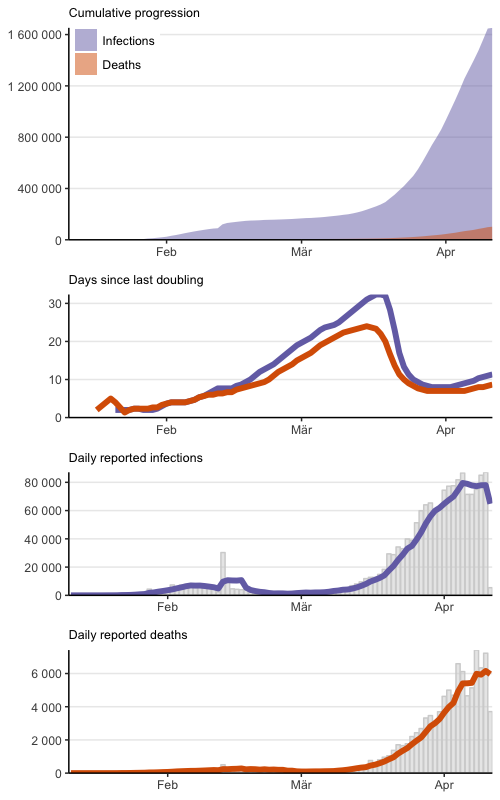 Cumulative progression
1 600 000
1 200 000
800 000
400 000
0
Infections
Deaths
Feb Mär Apr
Days since last doubling
30
20
10
0
Feb Mär Apr
Daily reported infections
80 000
60 000
40 000
20 000
0
Feb Mär Apr
Daily reported deaths
6 000
4 000
2 000
0
Feb Mär Apr